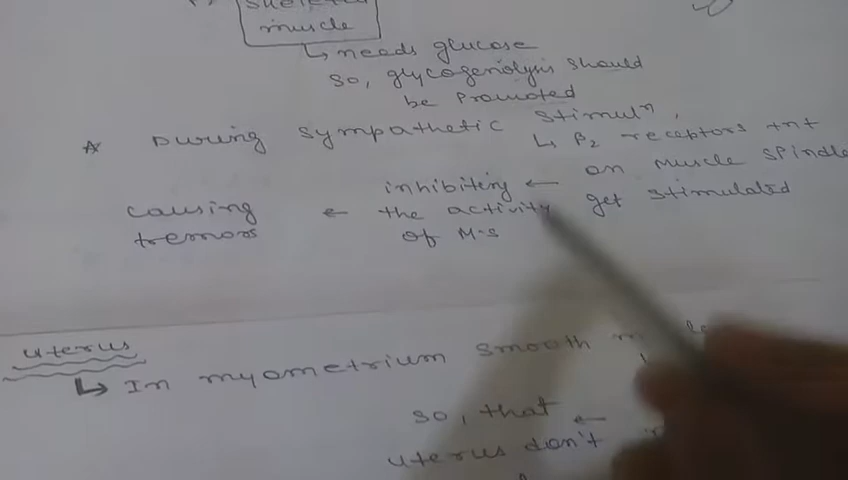 muscle
↳ needs glucose
so, glycogenolysis should
be promoted
* During sympathetic stimulⁿ,
↳ β2 receptors tnt
on muscle spindle
get stimulated
← inhibiting
the activity
of M.S
← causing
tremors
uterus
↳ In myometrium smooth
so, that ←
uterus don't